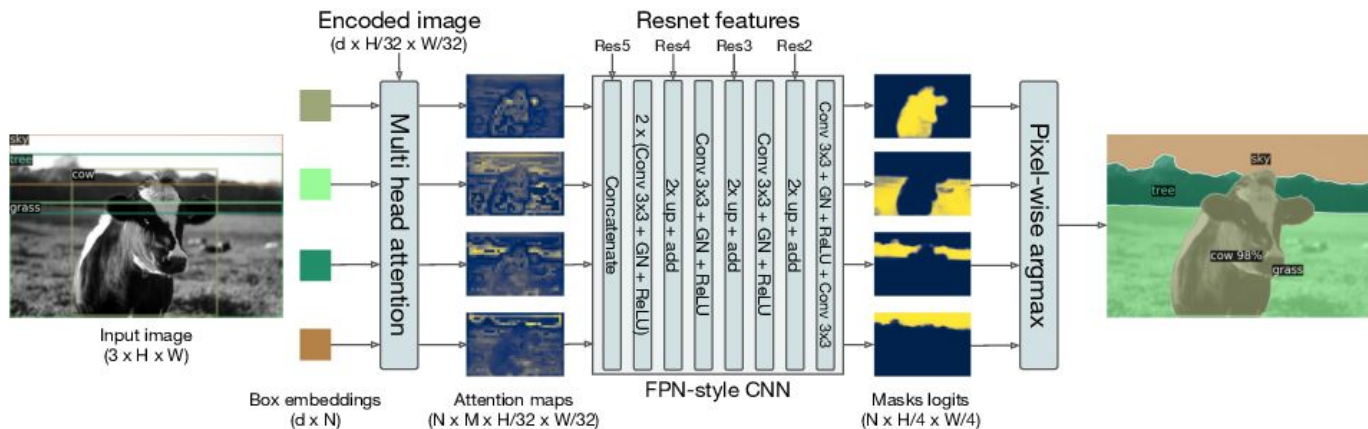 Encoded image
(d x H/32 x W/32)
Resnet features
Res5
Res4
Res3
Res2
sky
tree
cow
grass
Input image
(3 x H x W)
Box embeddings
(d x N)
Multi head attention
Attention maps
(N x M x H/32 x W/32)
Concatenate
2 x (Conv 3x3 + GN + ReLU)
2x up + add
Conv 3x3 + GN + ReLU
2x up + add
Conv 3x3 + GN + ReLU
2x up + add
Conv 3x3 + GN + ReLU + Conv 3x3
FPN-style CNN
Masks logits
(N x H/4 x W/4)
Pixel-wise argmax
sky
tree
cow 98%
grass